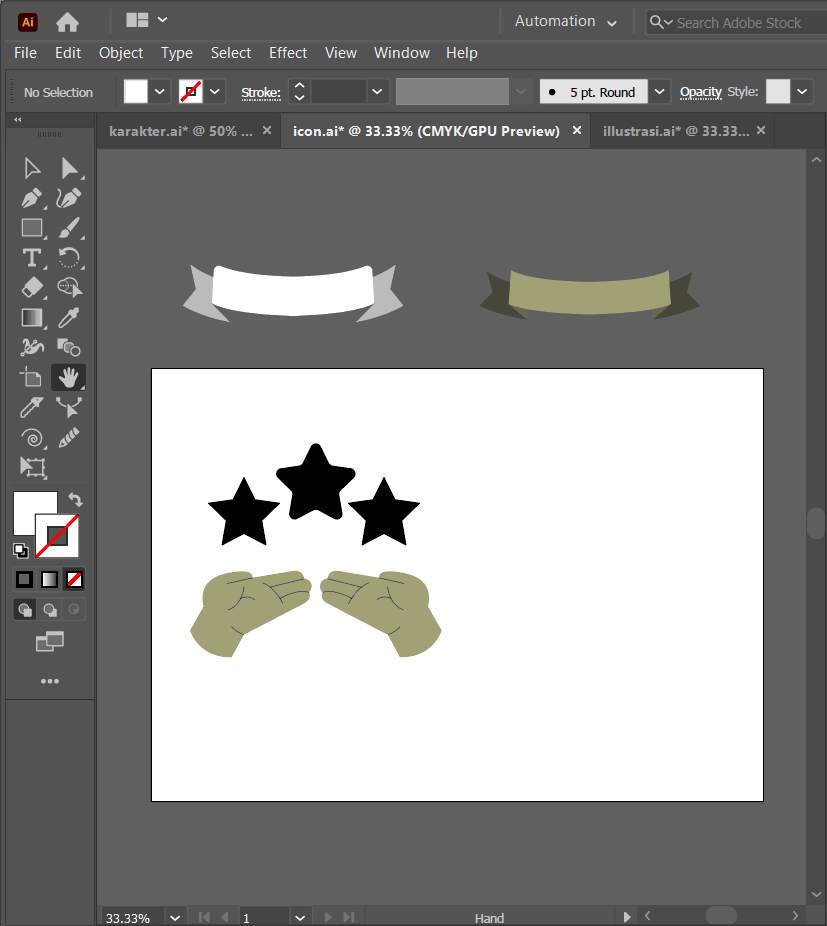 Ai
Automation
Search Adobe Stock
File Edit Object Type Select Effect View Window Help
No Selection
Stroke:
5 pt. Round
Opacity Style:
karakter.ai* @ 50% ...
icon.ai* @ 33.33% (CMYK/GPU Preview)
illustrasi.ai* @ 33.33...
33.33%
1
Hand